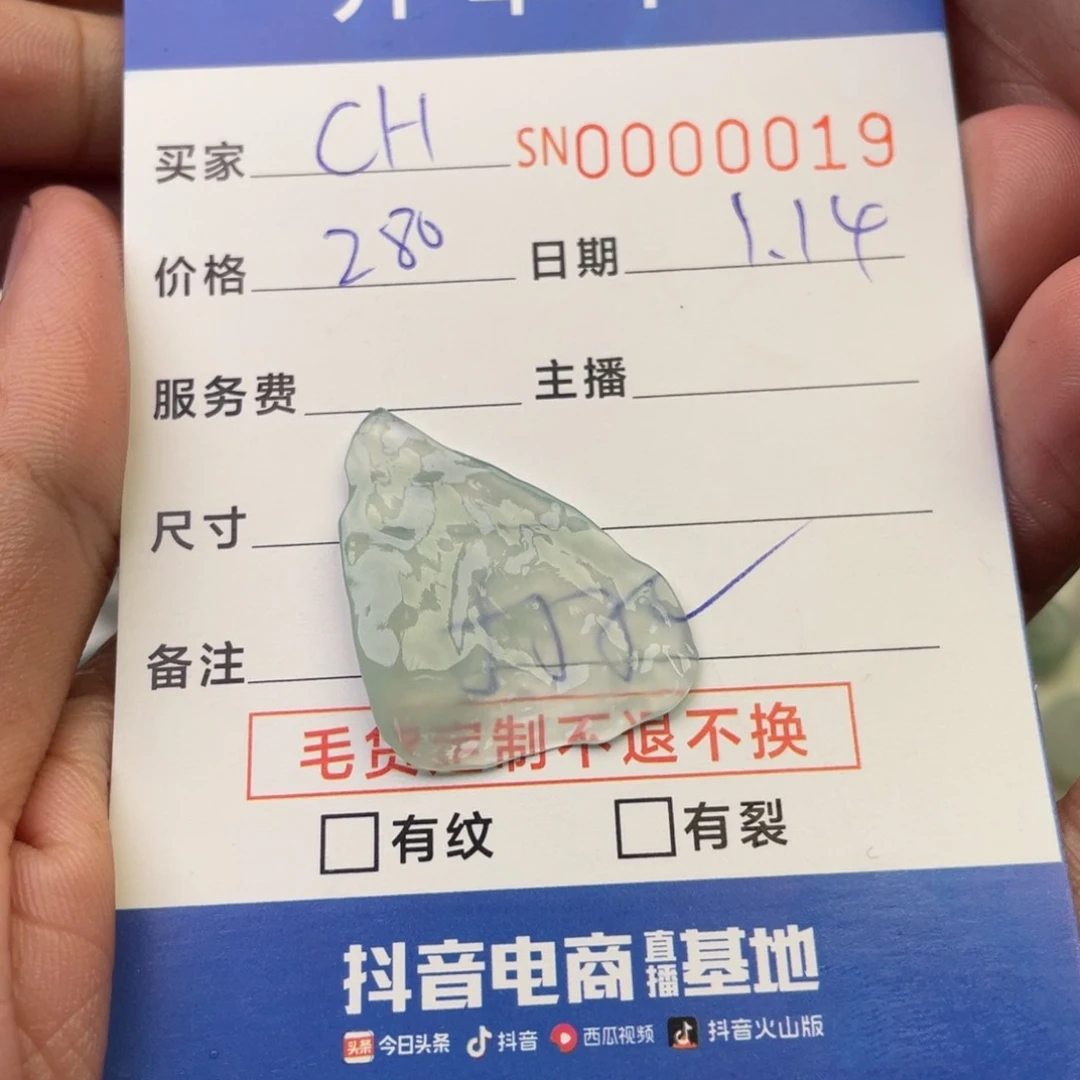 买家 CH SN0000019
价格 280 日期 1.14
服务费 主播
尺寸
备注
毛货定制不退不换
有纹 有裂
抖音电商直播基地
头条 今日头条 抖音 西瓜视频 抖音火山版